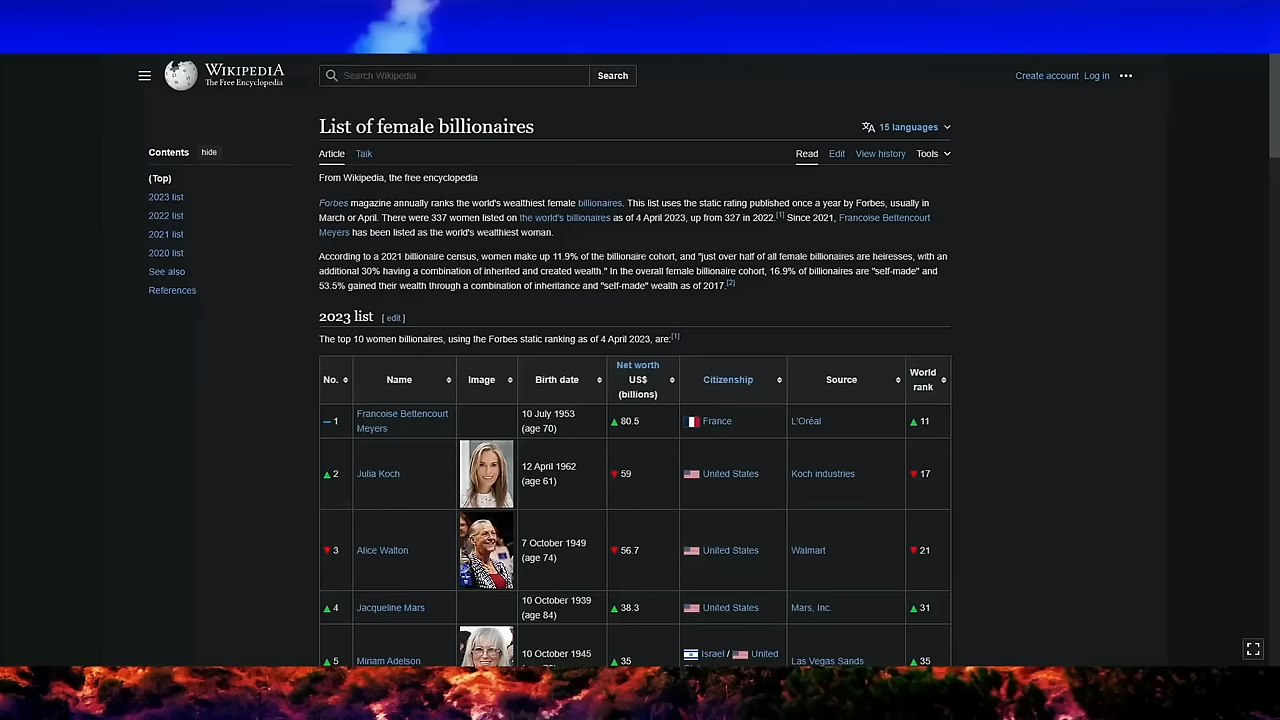 WIKIPEDIA
The Free Encyclopedia
Search Wikipedia
Search
Create account Log in
List of female billionaires
15 languages
Contents hide
Article Talk
Read Edit View history Tools
(Top)
2023 list
2022 list
2021 list
2020 list
See also
References
From Wikipedia, the free encyclopedia
Forbes magazine annually ranks the world's wealthiest female billionaires. This list uses the static rating published once a year by Forbes, usually in
March or April. There were 337 women listed on the world's billionaires as of 4 April 2023, up from 327 in 2022.[1] Since 2021, Francoise Bettencourt
Meyers has been listed as the world's wealthiest woman.
According to a 2021 billionaire census, women make up 11.9% of the billionaire cohort, and "just over half of all female billionaires are heiresses, with an
additional 30% having a combination of inherited and created wealth." In the overall female billionaire cohort, 16.9% of billionaires are "self-made" and
53.5% gained their wealth through a combination of inheritance and "self-made" wealth as of 2017.[2]
2023 list [ edit ]
The top 10 women billionaires, using the Forbes static ranking as of 4 April 2023, are:[1]
No. Name Image Birth date Net worth US$ (billions) Citizenship Source World rank
1 Francoise Bettencourt Meyers 10 July 1953 (age 70) 80.5 France L'Oréal 11
2 Julia Koch 12 April 1962 (age 61) 59 United States Koch industries 17
3 Alice Walton 7 October 1949 (age 74) 56.7 United States Walmart 21
4 Jacqueline Mars 10 October 1939 (age 84) 38.3 United States Mars, Inc. 31
5 Miriam Adelson 10 October 1945 35 Israel / United Las Vegas Sands 35